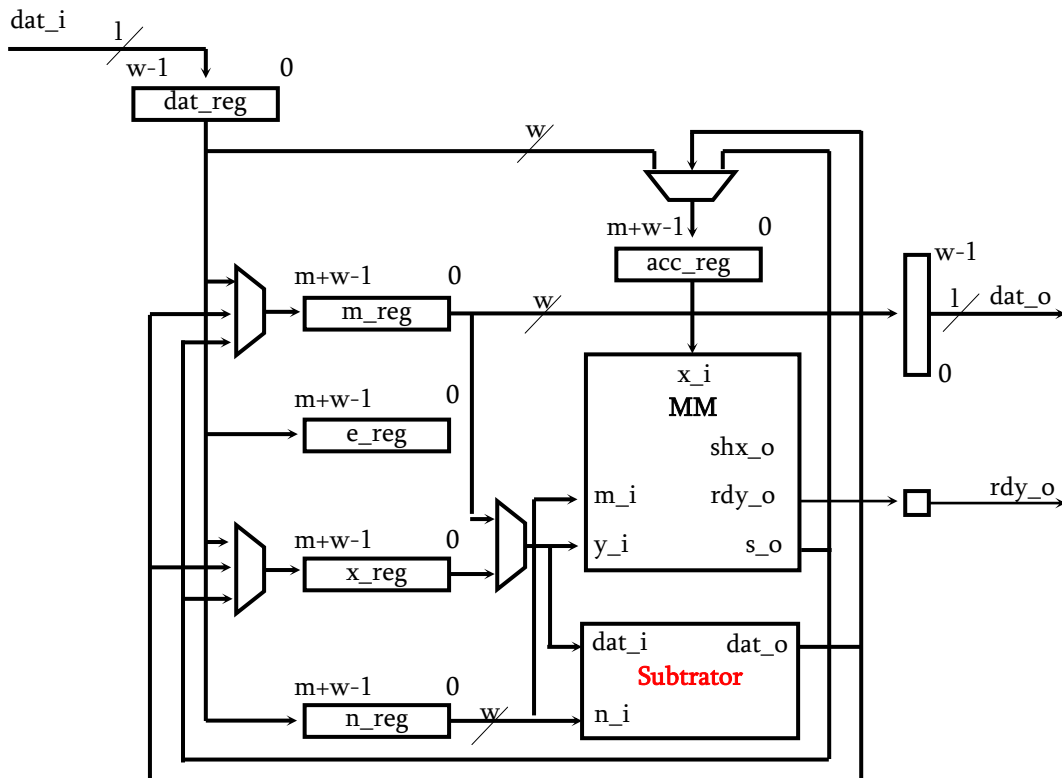 dat_i
l
w-1 0
dat_reg
w
m+w-1 0
acc_reg
m+w-1 0
m_reg
w
w-1
l
dat_o
0
x_i
MM
m+w-1 0
e_reg
shx_o
m_i
rdy_o
rdy_o
y_i
s_o
m+w-1 0
x_reg
dat_i
dat_o
Subtrator
m+w-1 0
n_reg
w
n_i